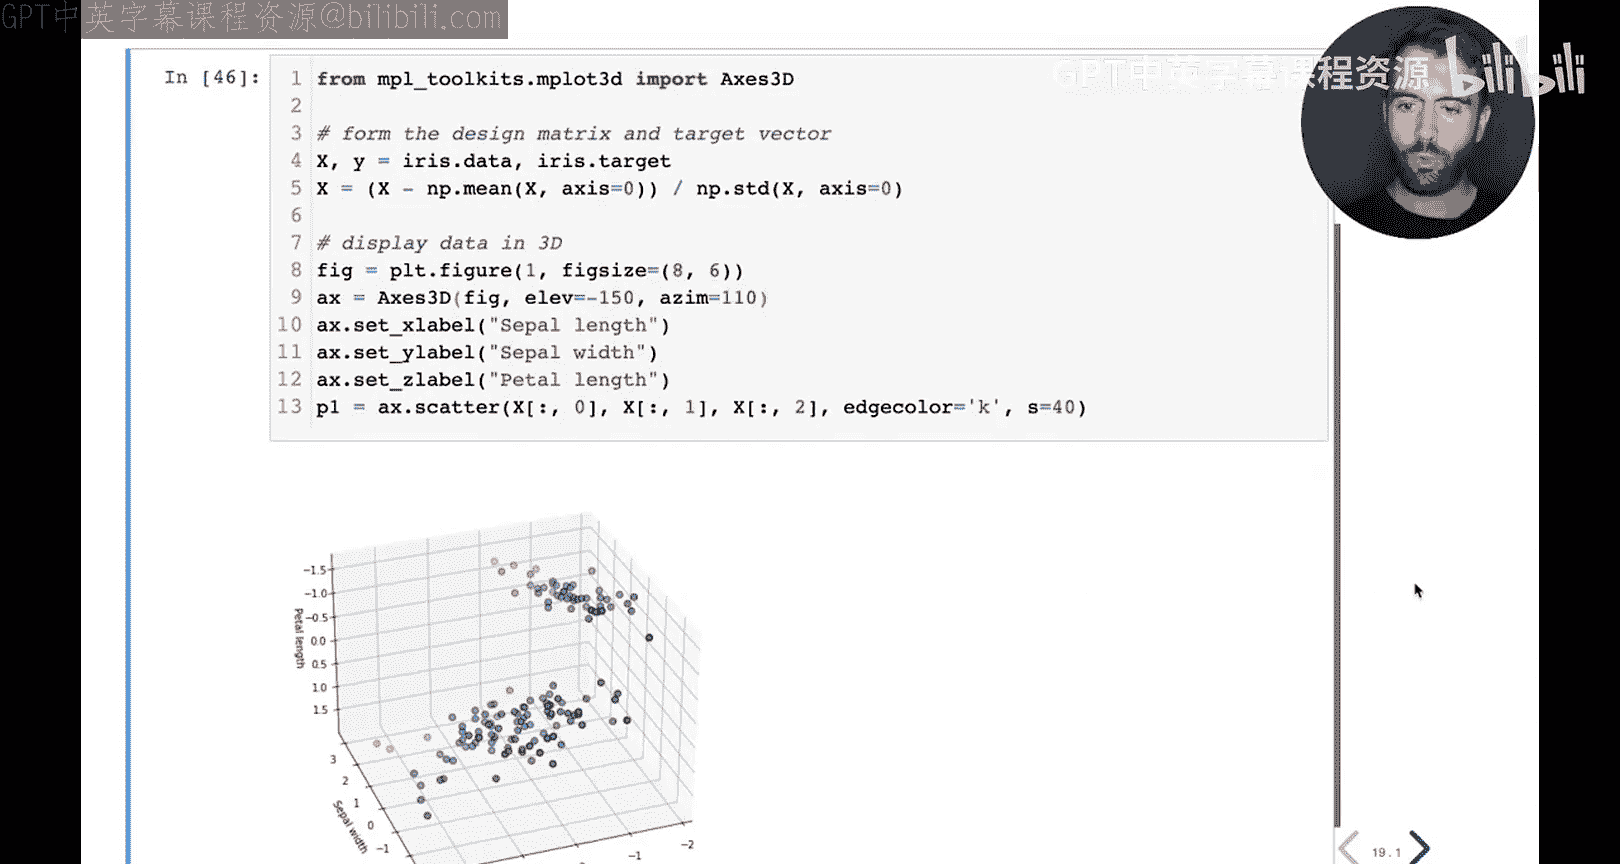 GPT中英字幕课程资源@bilibili.com
GPT中英字幕课程资源 bilibili
In [46]:
1 from mpl_toolkits.mplot3d import Axes3D
2
3 # form the design matrix and target vector
4 X, y = iris.data, iris.target
5 X = (X - np.mean(X, axis=0)) / np.std(X, axis=0)
6
7 # display data in 3D
8 fig = plt.figure(1, figsize=(8, 6))
9 ax = Axes3D(fig, elev=-150, azim=110)
10 ax.set_xlabel("Sepal length")
11 ax.set_ylabel("Sepal width")
12 ax.set_zlabel("Petal length")
13 p1 = ax.scatter(X[:, 0], X[:, 1], X[:, 2], edgecolor='k', s=40)
Petal length
−1.5
−1.0
−0.5
0.0
0.5
1.0
1.5
Sepal width
3
2
1
0
−1
−1
−2
19.1